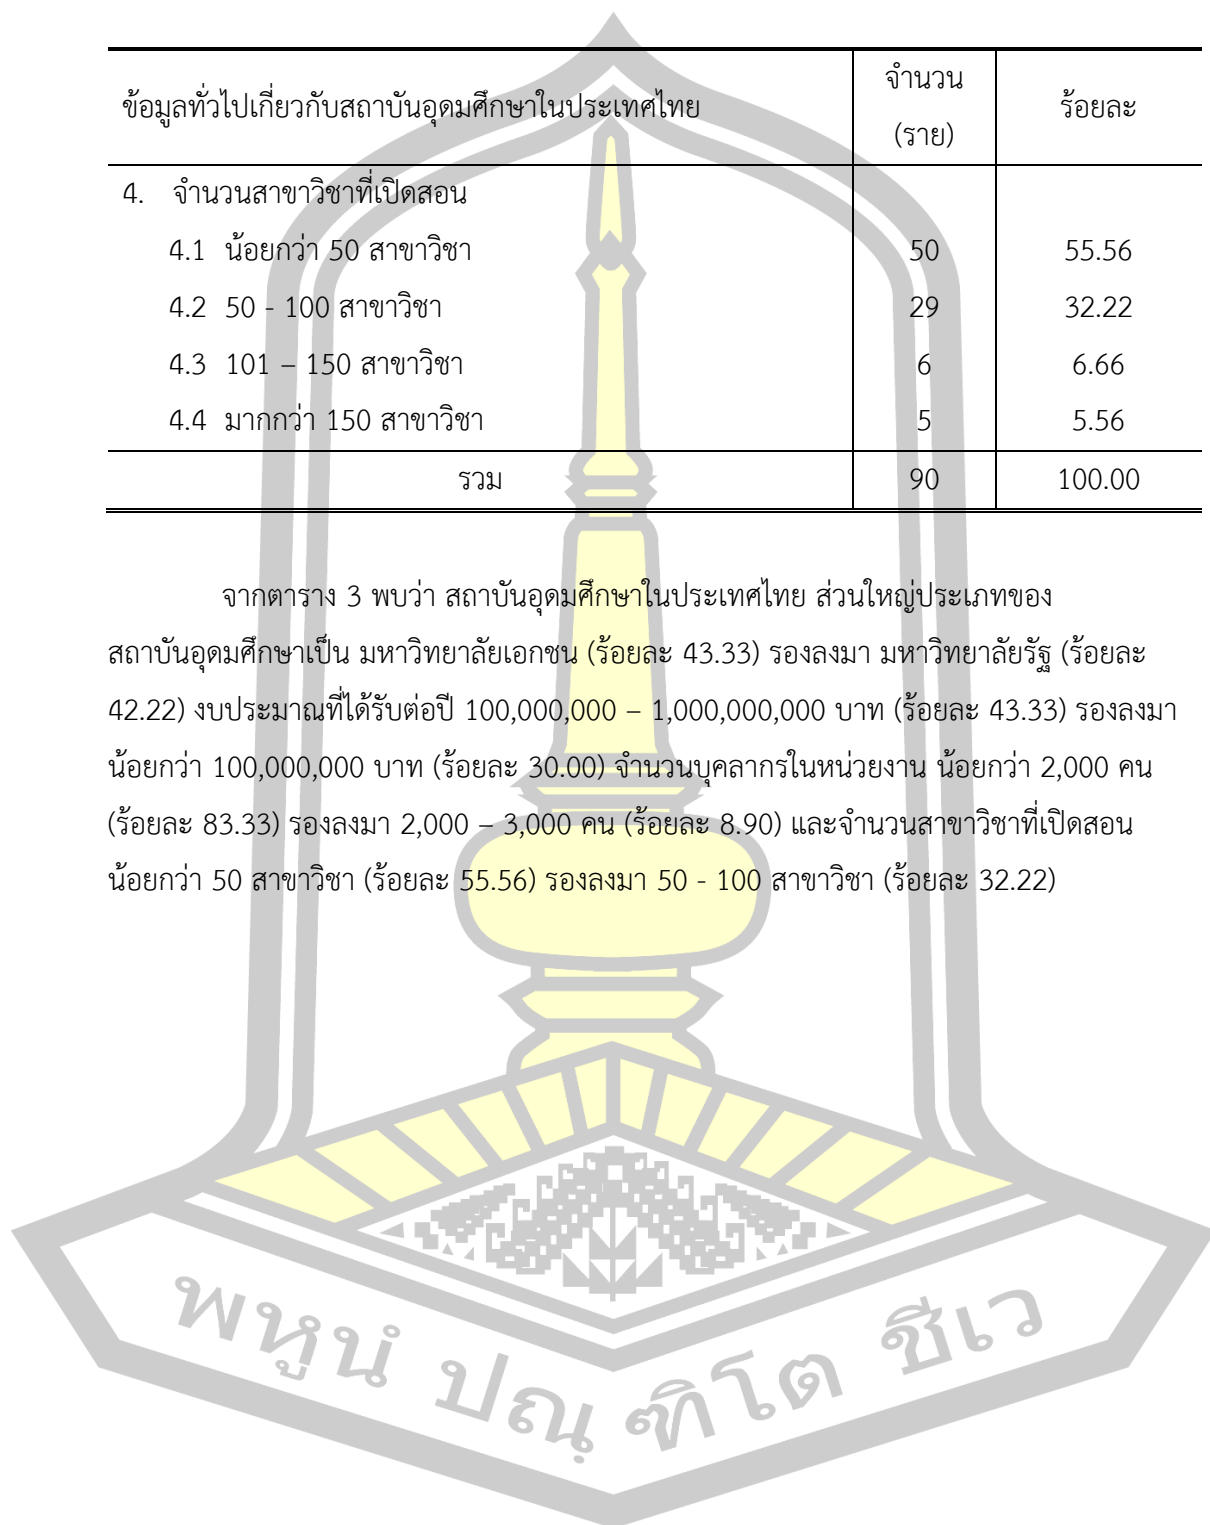 ข้อมูลทั่วไปเกี่ยวกับสถาบันอุดมศึกษาในประเทศไทย จำนวน (ราย) ร้อยละ
4. จำนวนสาขาวิชาที่เปิดสอน
4.1 น้อยกว่า 50 สาขาวิชา 50 55.56
4.2 50 - 100 สาขาวิชา 29 32.22
4.3 101 – 150 สาขาวิชา 6 6.66
4.4 มากกว่า 150 สาขาวิชา 5 5.56
รวม 90 100.00
จากตาราง 3 พบว่า สถาบันอุดมศึกษาในประเทศไทย ส่วนใหญ่ประเภทของ
สถาบันอุดมศึกษาเป็น มหาวิทยาลัยเอกชน (ร้อยละ 43.33) รองลงมา มหาวิทยาลัยรัฐ (ร้อยละ
42.22) งบประมาณที่ได้รับต่อปี 100,000,000 – 1,000,000,000 บาท (ร้อยละ 43.33) รองลงมา
น้อยกว่า 100,000,000 บาท (ร้อยละ 30.00) จำนวนบุคลากรในหน่วยงาน น้อยกว่า 2,000 คน
(ร้อยละ 83.33) รองลงมา 2,000 – 3,000 คน (ร้อยละ 8.90) และจำนวนสาขาวิชาที่เปิดสอน
น้อยกว่า 50 สาขาวิชา (ร้อยละ 55.56) รองลงมา 50 - 100 สาขาวิชา (ร้อยละ 32.22)
พหูนํ ปณฺฑิโต ชีเว